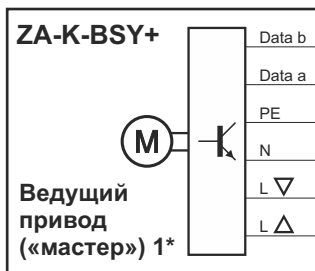 ZA-K-BSY+
Data b
Data a
PE
M
N
L ▽
L △
Ведущий
привод
(«мастер») 1*